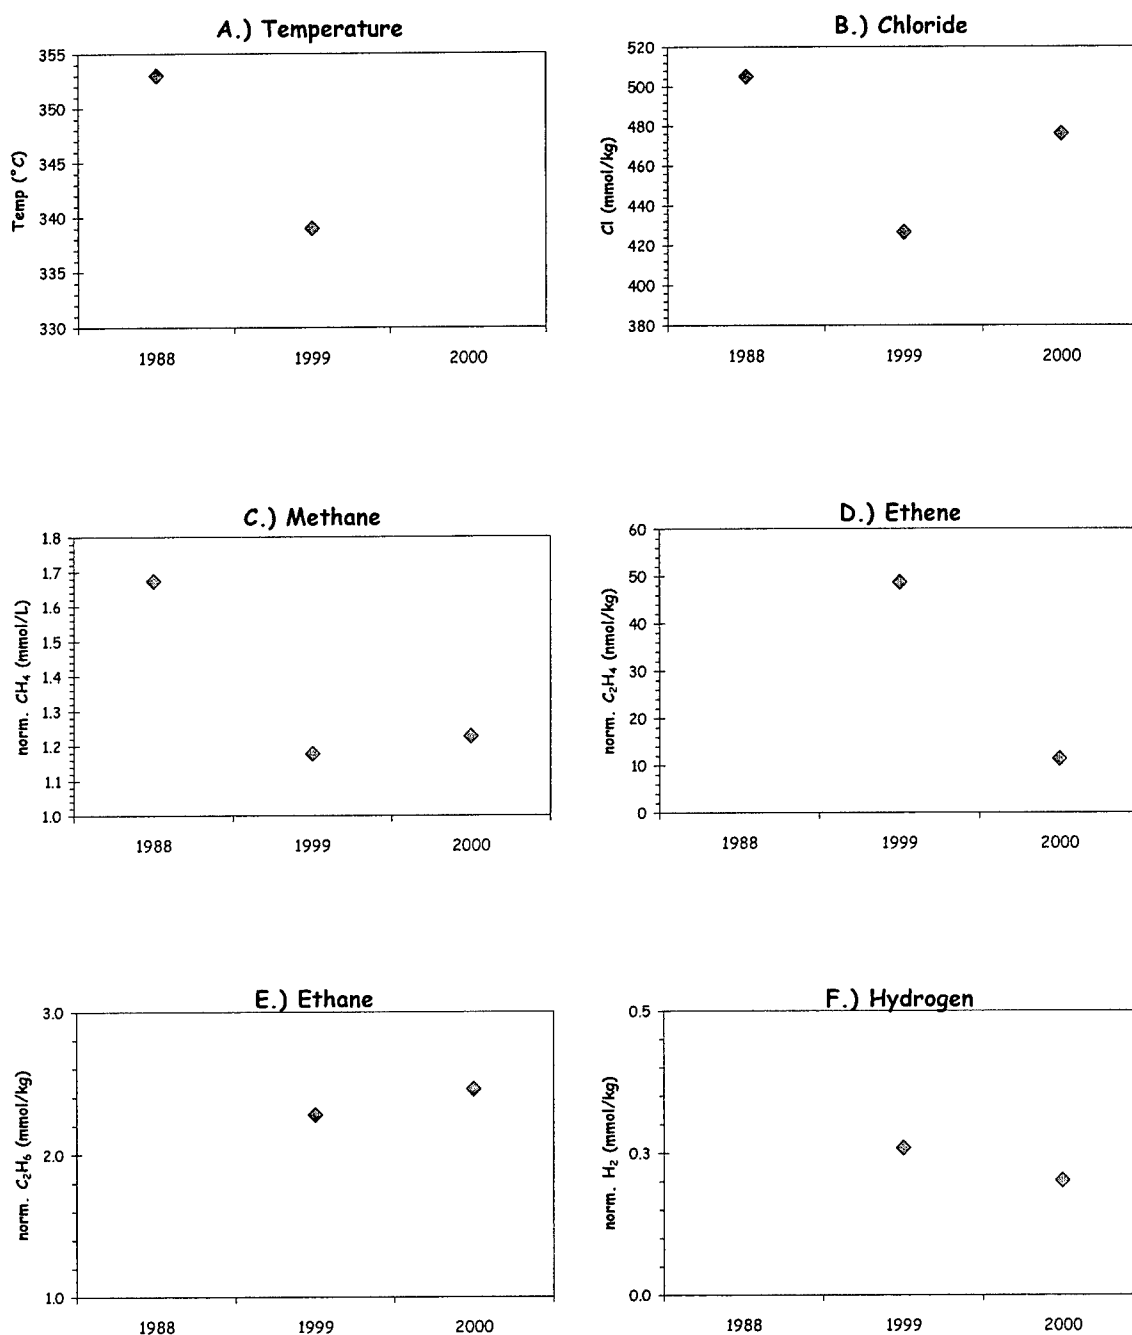 A.) Temperature
355
350
345
340
335
330
Temp (°C)
1988 1999 2000
B.) Chloride
520
500
480
460
440
420
400
380
Cl (mmol/kg)
1988 1999 2000
C.) Methane
1.8
1.7
1.6
1.5
1.4
1.3
1.2
1.1
1.0
norm. CH₄ (mmol/L)
1988 1999 2000
D.) Ethene
60
50
40
30
20
10
0
norm. C₂H₄ (nmol/kg)
1988 1999 2000
E.) Ethane
3.0
2.0
1.0
norm. C₂H₆ (mmol/kg)
1988 1999 2000
F.) Hydrogen
0.5
0.3
0.0
norm. H₂ (mmol/kg)
1988 1999 2000